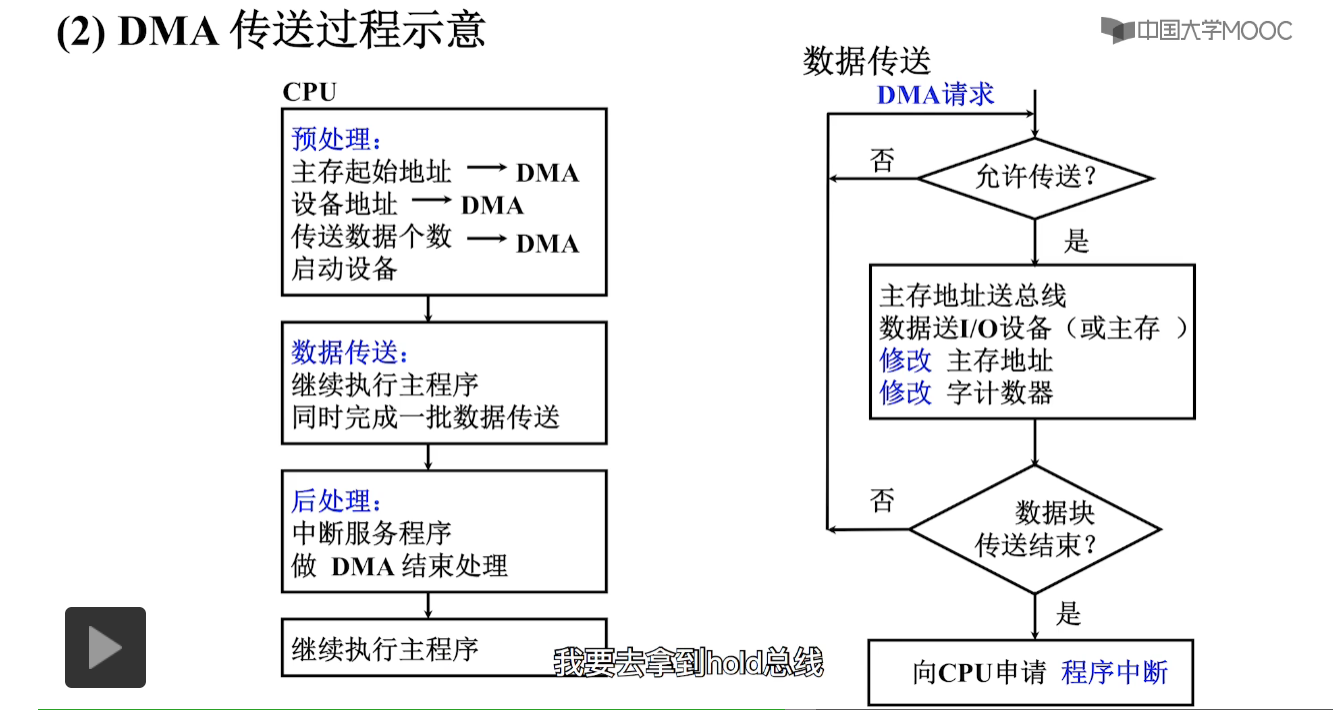 (2) DMA 传送过程示意
中国大学MOOC
CPU
预处理：
主存起始地址 → DMA
设备地址 → DMA
传送数据个数 → DMA
启动设备
数据传送：
继续执行主程序
同时完成一批数据传送
后处理：
中断服务程序
做 DMA 结束处理
继续执行主程序
数据传送
DMA请求
允许传送？
否
是
主存地址送总线
数据送I/O设备（或主存 ）
修改 主存地址
修改 字计数器
数据块
传送结束？
否
是
向CPU申请 程序中断
我要去拿到hold总线